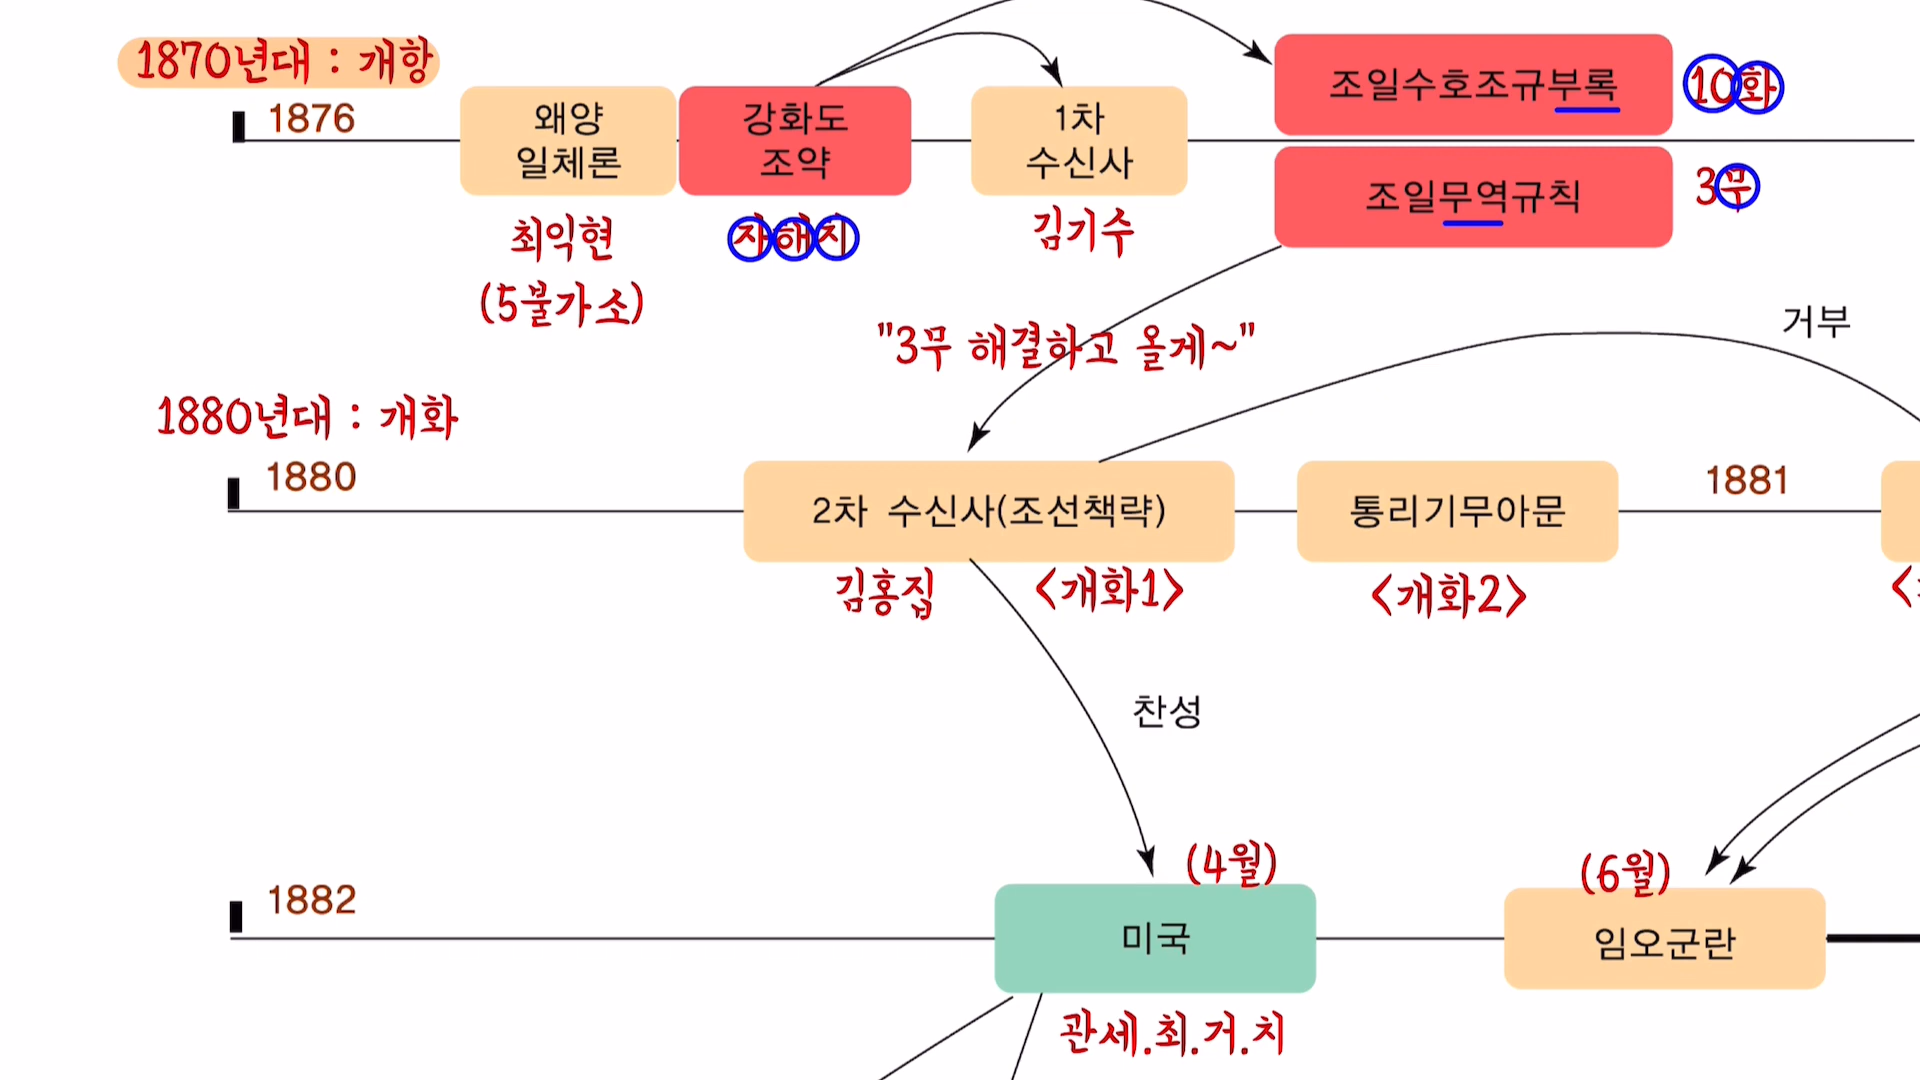 1870년대 : 개항
1876
왜양
일체론
강화도
조약
1차
수신사
조일수호조규부록
10화
조일무역규칙
3무
최익현
(5불가소)
자해치
김기수
"3무 해결하고 올게~"
거부
1880년대 : 개화
1880
2차 수신사(조선책략)
통리기무아문
1881
김홍집
<개화1>
<개화2>
찬성
1882
(4월)
미국
(6월)
임오군란
관세.최.거.치